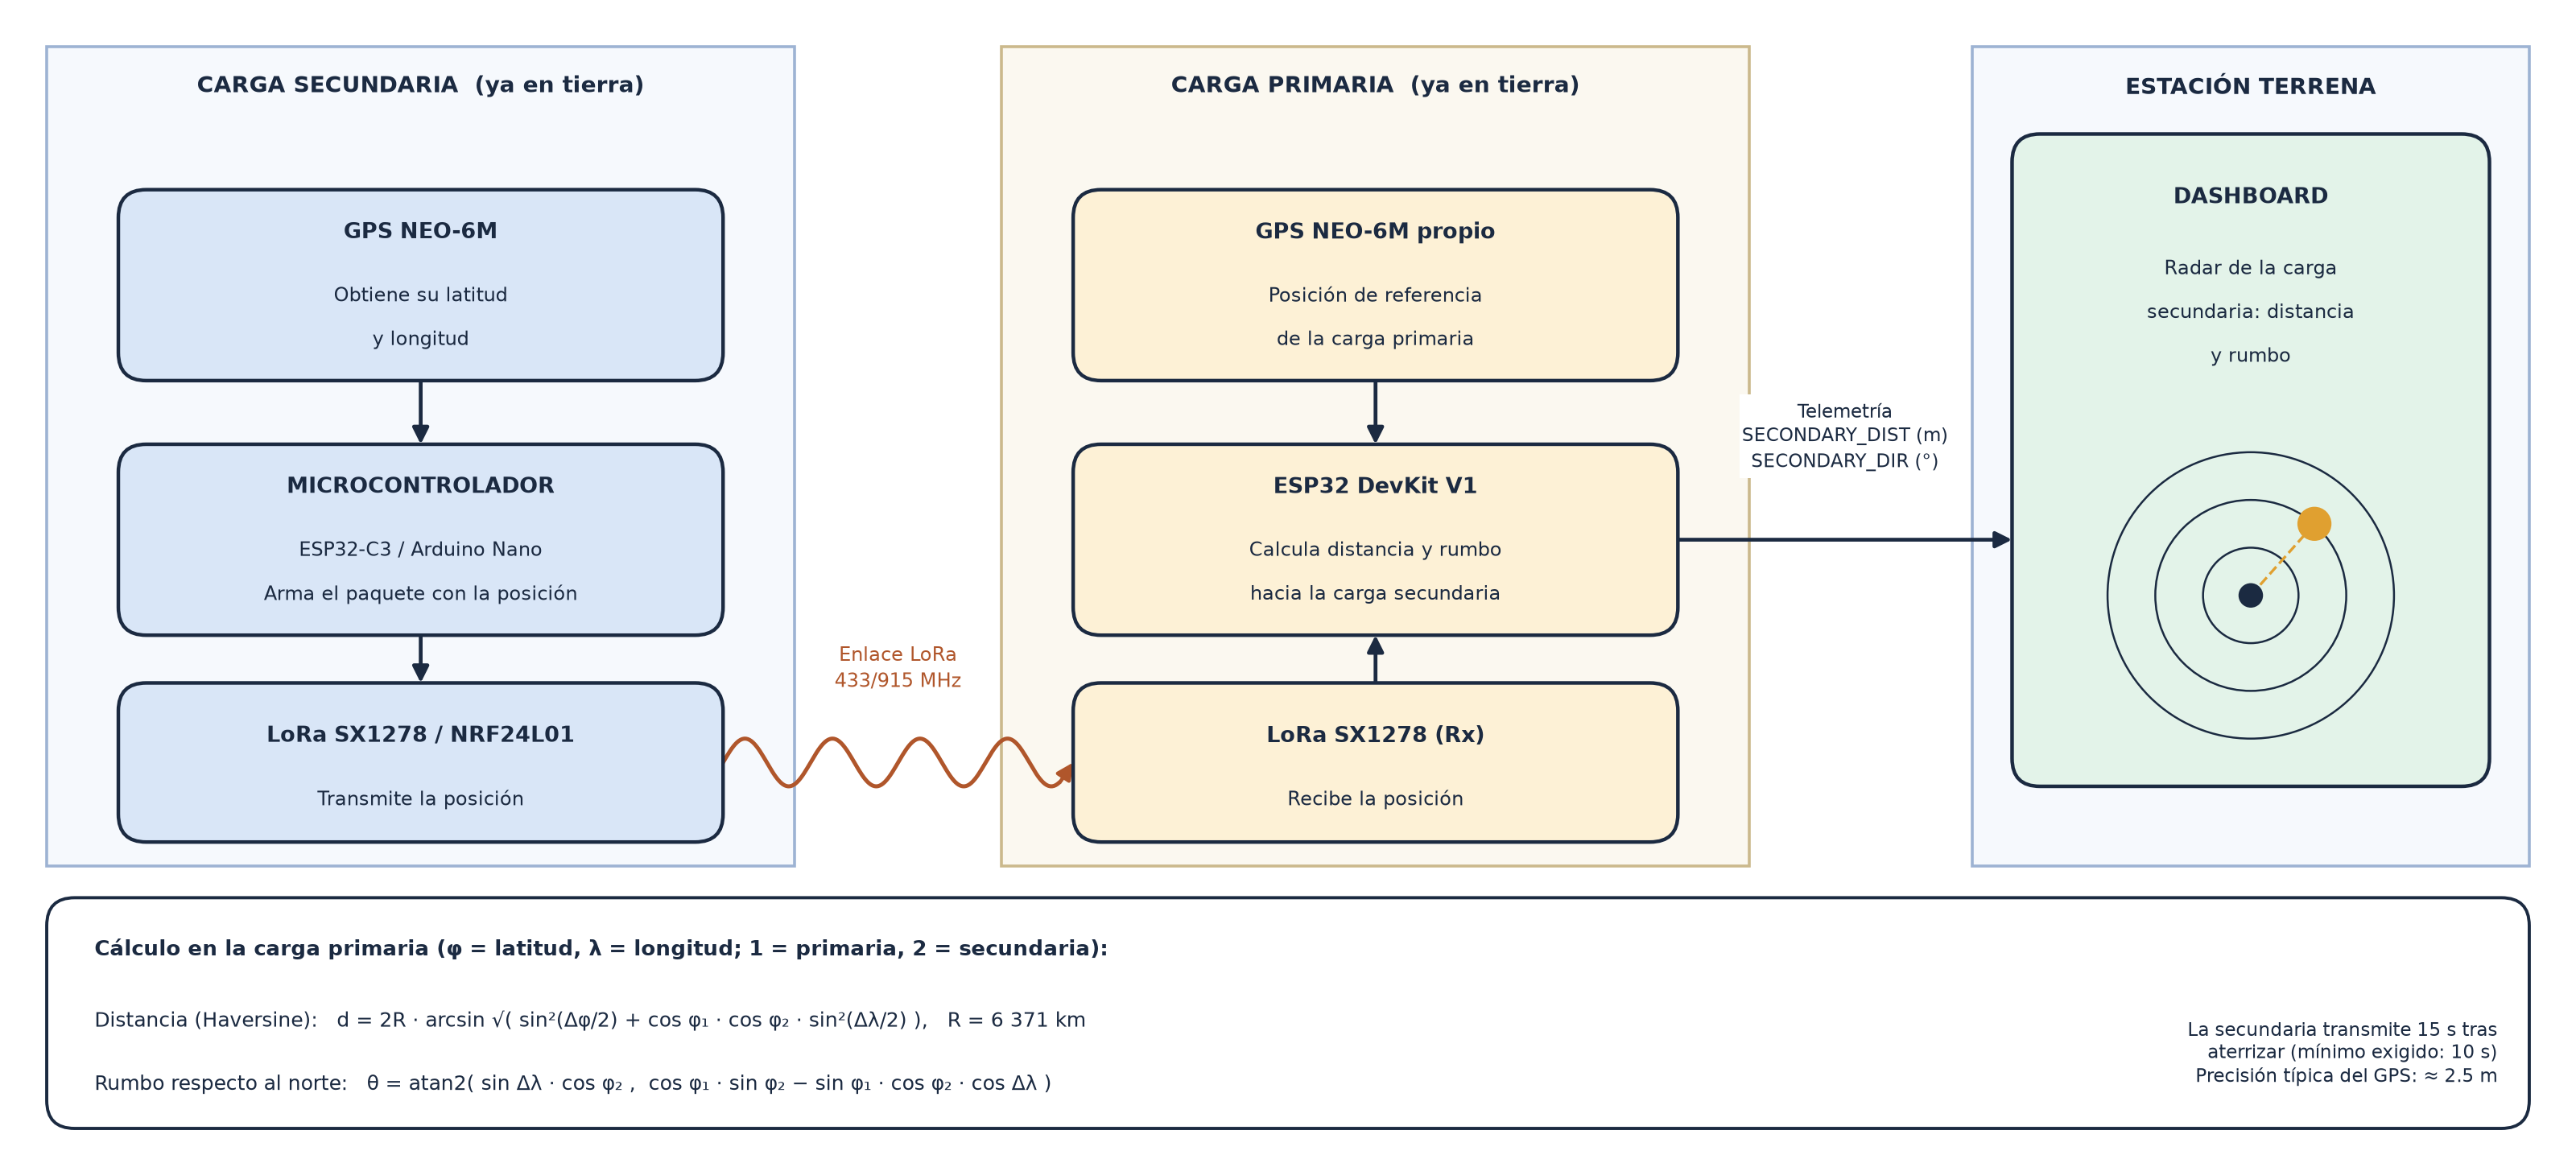 CARGA SECUNDARIA (ya en tierra)
GPS NEO-6M
Obtiene su latitud
y longitud
MICROCONTROLADOR
ESP32-C3 / Arduino Nano
Arma el paquete con la posición
LoRa SX1278 / NRF24L01
Transmite la posición
Enlace LoRa
433/915 MHz
CARGA PRIMARIA (ya en tierra)
GPS NEO-6M propio
Posición de referencia
de la carga primaria
ESP32 DevKit V1
Calcula distancia y rumbo
hacia la carga secundaria
LoRa SX1278 (Rx)
Recibe la posición
Telemetría
SECONDARY_DIST (m)
SECONDARY_DIR (°)
ESTACIÓN TERRENA
DASHBOARD
Radar de la carga
secundaria: distancia
y rumbo
Cálculo en la carga primaria (φ = latitud, λ = longitud; 1 = primaria, 2 = secundaria):
Distancia (Haversine): d = 2R · arcsin √( sin²(Δφ/2) + cos φ₁ · cos φ₂ · sin²(Δλ/2) ), R = 6 371 km
Rumbo respecto al norte: θ = atan2( sin Δλ · cos φ₂ , cos φ₁ · sin φ₂ − sin φ₁ · cos φ₂ · cos Δλ )
La secundaria transmite 15 s tras
aterrizar (mínimo exigido: 10 s)
Precisión típica del GPS: ≈ 2.5 m